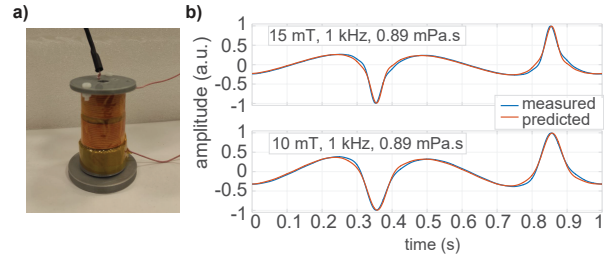 a)
b)
15 mT, 1 kHz, 0.89 mPa.s
1
0.5
0
-0.5
-1
amplitude (a.u.)
measured
predicted
10 mT, 1 kHz, 0.89 mPa.s
1
0.5
0
-0.5
-1
0 0.1 0.2 0.3 0.4 0.5 0.6 0.7 0.8 0.9 1
time (s)